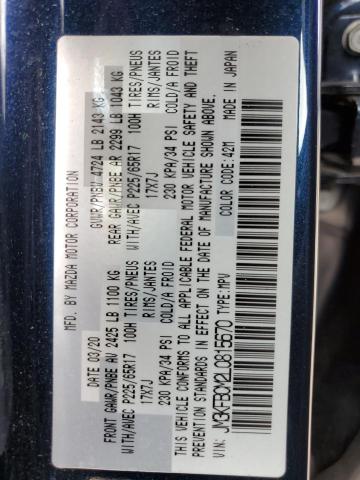 MFD. BY MAZDA MOTOR CORPORATION
DATE 03/20 GVWR/PNBV 4724 LB 2143 KG
FRONT GAWR/PNBE AV 2425 LB 1100 KG REAR GAWR/PNBE AR 2299 LB 1043 KG
WITH/AVEC P225/65R17 100H TIRES/PNEUS WITH/AVEC P225/65R17 100H TIRES/PNEUS
17X7J RIMS/JANTES 17X7J RIMS/JANTES
230 KPA/34 PSI COLD/A FROID 230 KPA/34 PSI COLD/A FROID
THIS VEHICLE CONFORMS TO ALL APPLICABLE FEDERAL MOTOR VEHICLE SAFETY AND THEFT
PREVENTION STANDARDS IN EFFECT ON THE DATE OF MANUFACTURE SHOWN ABOVE.
VIN: JM3KFBCM2L0815670 TYPE:MPV COLOR CODE:42M MADE IN JAPAN